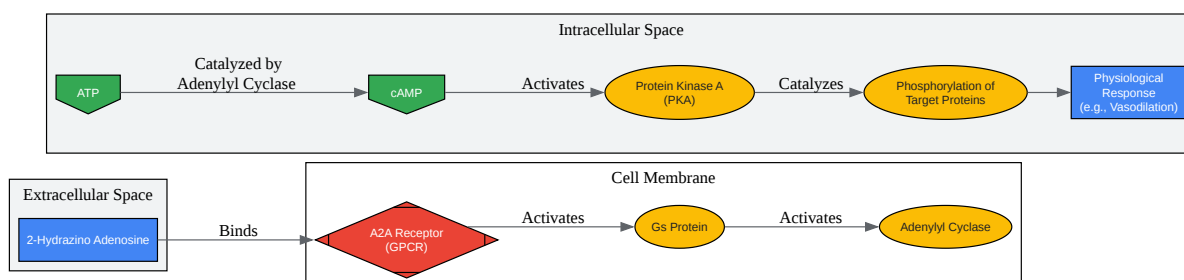 Intracellular Space
ATP
Catalyzed by
Adenylyl Cyclase
cAMP
Activates
Protein Kinase A
(PKA)
Catalyzes
Phosphorylation of
Target Proteins
Physiological
Response
(e.g., Vasodilation)
Extracellular Space
2-Hydrazino Adenosine
Binds
Cell Membrane
A2A Receptor
(GPCR)
Activates
Gs Protein
Activates
Adenylyl Cyclase